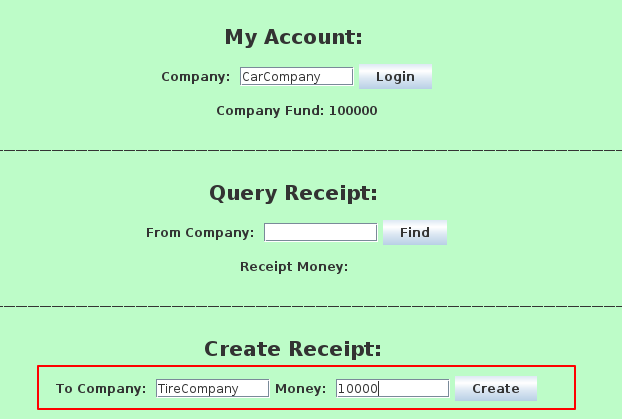 My Account:
Company: CarCompany Login
Company Fund: 100000
Query Receipt:
From Company: Find
Receipt Money:
Create Receipt:
To Company: TireCompany Money: 10000 Create